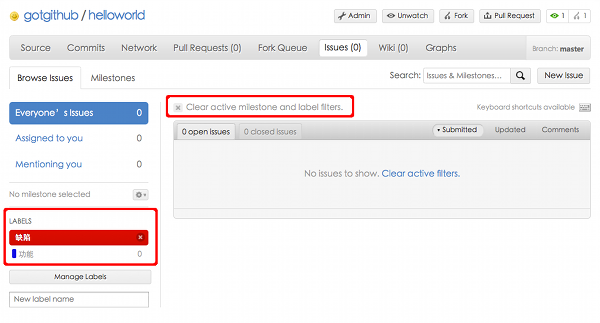 gotgithub / helloworld
Admin Unwatch Fork Pull Request 1 1
Source Commits Network Pull Requests (0) Fork Queue Issues (0) Wiki (0) Graphs Branch: master
Browse Issues Milestones Search: Issues & Milestones... New Issue
Everyone’s Issues 0
Assigned to you 0
Mentioning you 0
No milestone selected
LABELS
缺陷
功能 0
Manage Labels
New label name
Clear active milestone and label filters.
Keyboard shortcuts available
0 open issues 0 closed issues Submitted Updated Comments
No issues to show. Clear active filters.